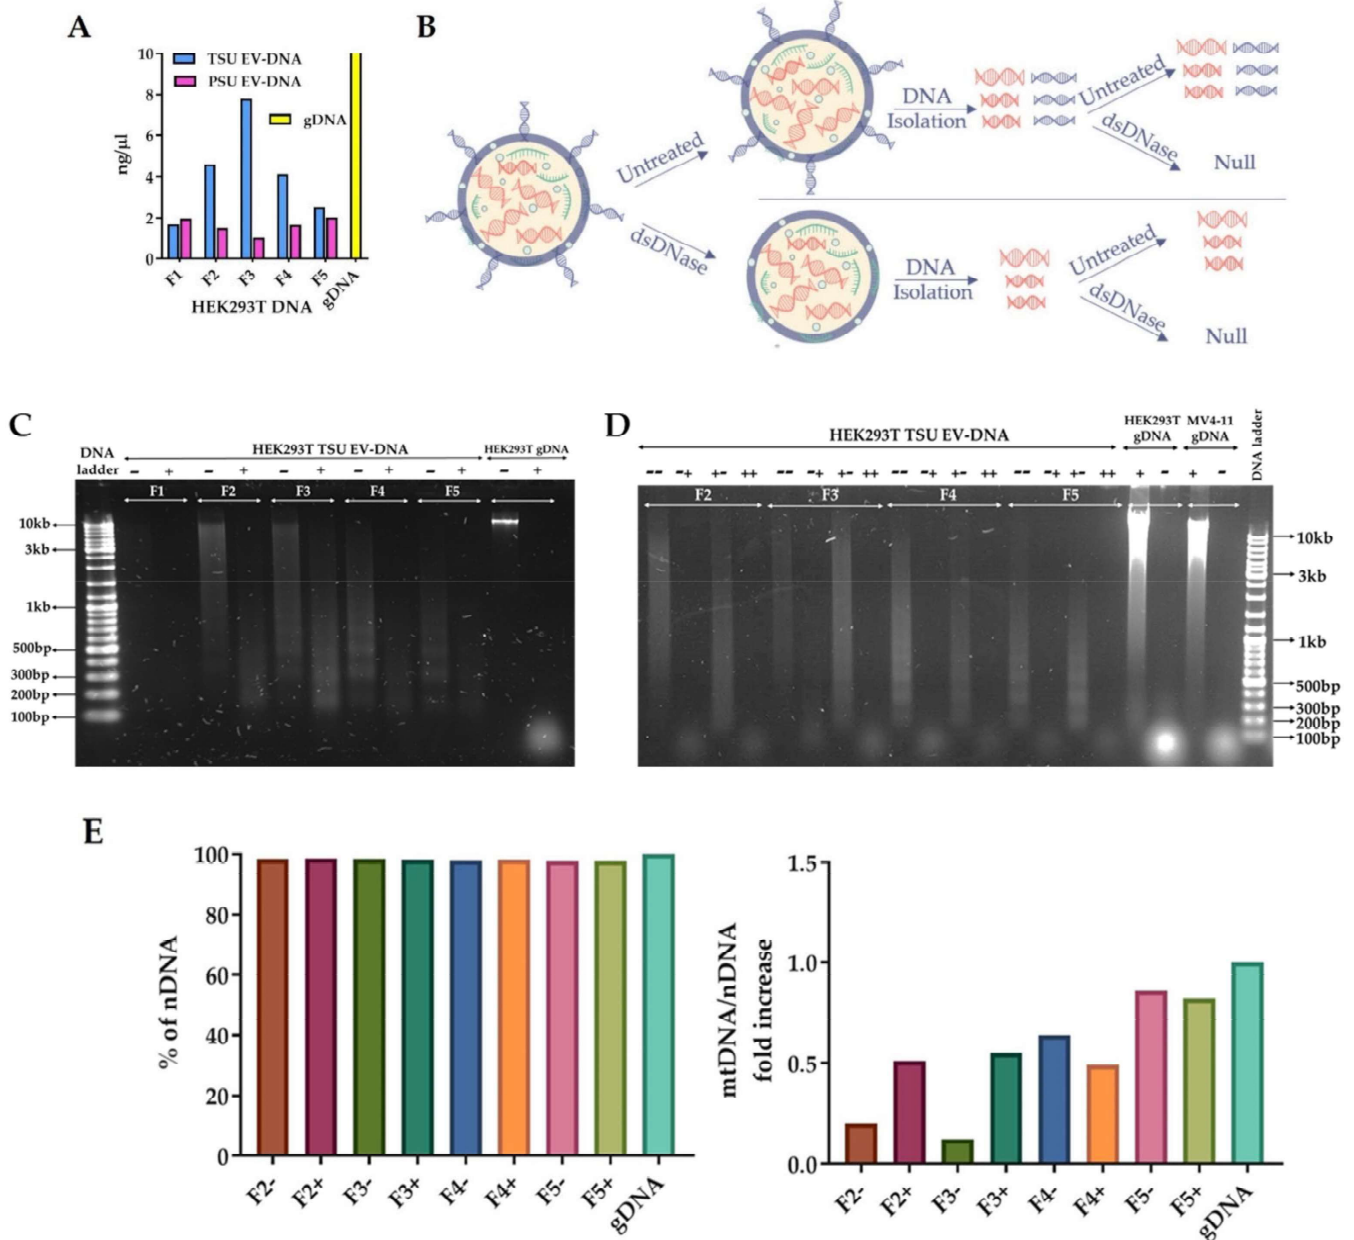 A
10
8
6
4
2
0
ng/μl
TSU EV-DNA
PSU EV-DNA
gDNA
F1
F2
F3
F4
F5
gDNA
HEK293T DNA
B
Untreated
dsDNase
DNA
Isolation
Untreated
dsDNase
Null
DNA
Isolation
Untreated
dsDNase
Null
C
DNA
ladder
HEK293T TSU EV-DNA
HEK293T gDNA
- + - + - + - + - + - +
F1 F2 F3 F4 F5
10kb
3kb
1kb
500bp
300bp
200bp
100bp
D
HEK293T TSU EV-DNA
HEK293T
gDNA
MV4-11
gDNA
DNA ladder
-- -+ +- ++ -- -+ +- ++ -- -+ +- ++ -- -+ +- ++ + - + -
F2 F3 F4 F5
10kb
3kb
1kb
500bp
300bp
200bp
100bp
E
% of nDNA
100
80
60
40
20
0
F2-
F2+
F3-
F3+
F4-
F4+
F5-
F5+
gDNA
mtDNA/nDNA
fold increase
1.5
1.0
0.5
0.0
F2-
F2+
F3-
F3+
F4-
F4+
F5-
F5+
gDNA